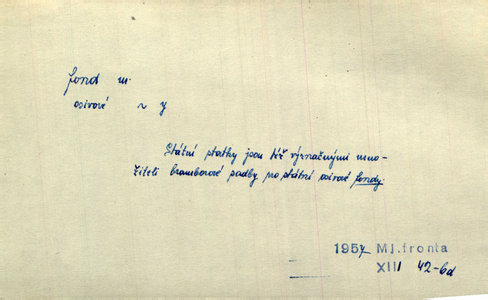 fond m.
osivové ~ y
Státní statky jsou též význačnými mno-
žiteli bramborové sadby pro státní osivové fondy.
1957 Ml.fronta
XIII 42-6d